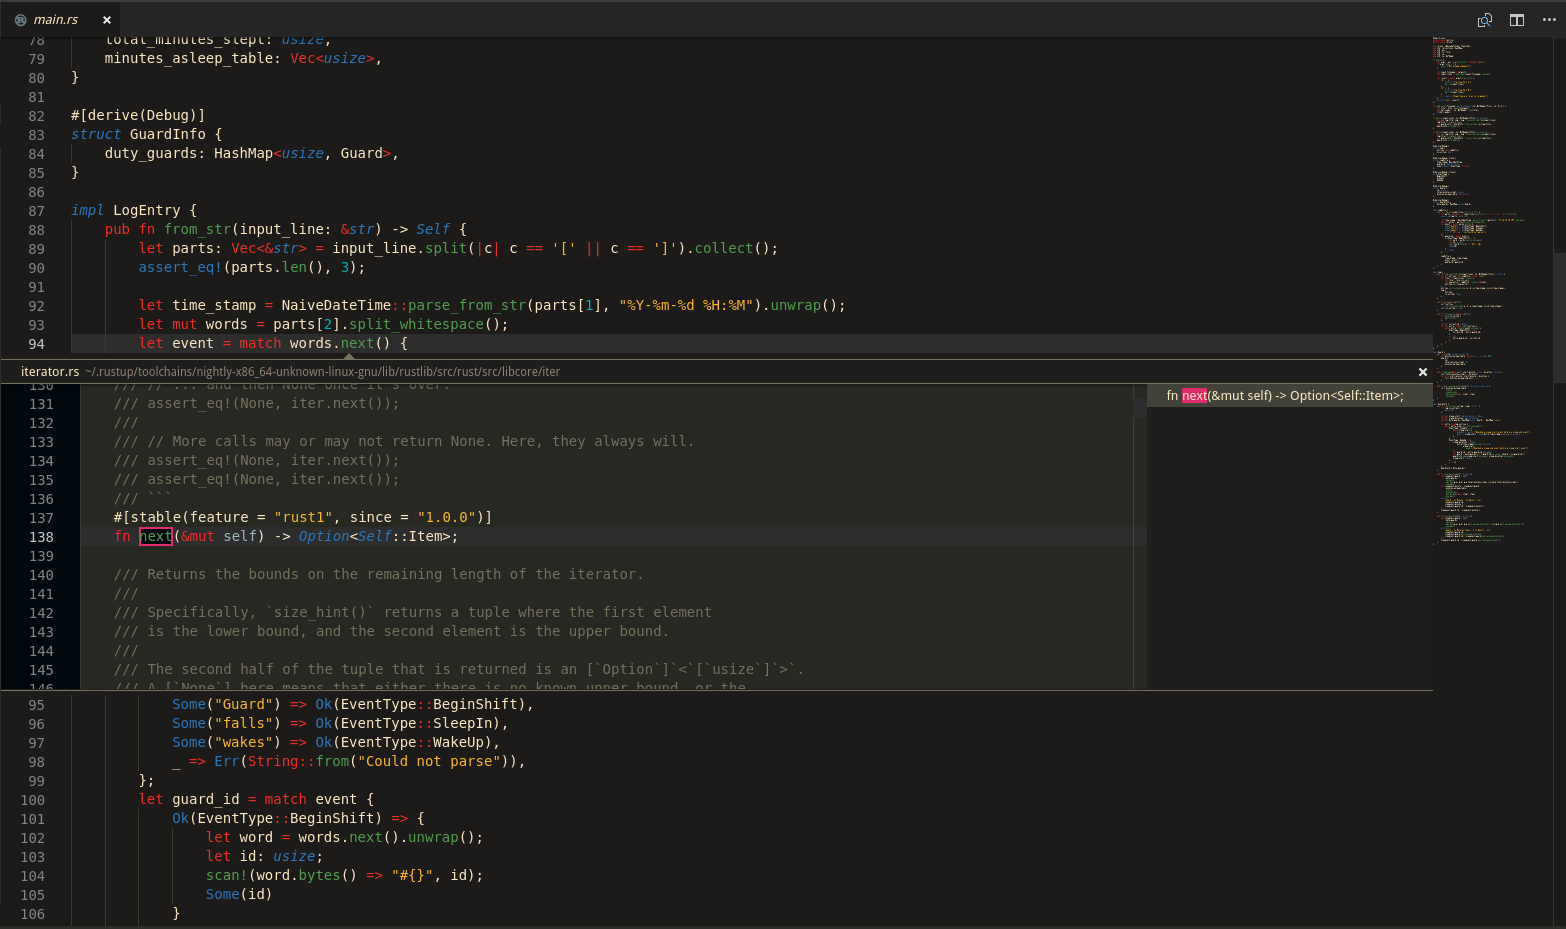 main.rs
78 total_minutes_slept: usize,
79 minutes_asleep_table: Vec<usize>,
80 }
81
82 #[derive(Debug)]
83 struct GuardInfo {
84 duty_guards: HashMap<usize, Guard>,
85 }
86
87 impl LogEntry {
88 pub fn from_str(input_line: &str) -> Self {
89 let parts: Vec<&str> = input_line.split(|c| c == '[' || c == ']').collect();
90 assert_eq!(parts.len(), 3);
91
92 let time_stamp = NaiveDateTime::parse_from_str(parts[1], "%Y-%m-%d %H:%M").unwrap();
93 let mut words = parts[2].split_whitespace();
94 let event = match words.next() {
iterator.rs ~/.rustup/toolchains/nightly-x86_64-unknown-linux-gnu/lib/rustlib/src/rust/src/libcore/iter
130 /// // ... and then None once it's over.
131 /// assert_eq!(None, iter.next());
132 ///
133 /// // More calls may or may not return None. Here, they always will.
134 /// assert_eq!(None, iter.next());
135 /// assert_eq!(None, iter.next());
136 /// ```
137 #[stable(feature = "rust1", since = "1.0.0")]
138 fn next(&mut self) -> Option<Self::Item>;
139
140 /// Returns the bounds on the remaining length of the iterator.
141 ///
142 /// Specifically, `size_hint()` returns a tuple where the first element
143 /// is the lower bound, and the second element is the upper bound.
144 ///
145 /// The second half of the tuple that is returned is an [`Option`]`<`[`usize`]`>`.
146 /// A [`None`] here means that either there is no known upper bound, or the
fn next(&mut self) -> Option<Self::Item>;
95 Some("Guard") => Ok(EventType::BeginShift),
96 Some("falls") => Ok(EventType::SleepIn),
97 Some("wakes") => Ok(EventType::WakeUp),
98 _ => Err(String::from("Could not parse")),
99 };
100 let guard_id = match event {
101 Ok(EventType::BeginShift) => {
102 let word = words.next().unwrap();
103 let id: usize;
104 scan!(word.bytes() => "#{}", id);
105 Some(id)
106 }